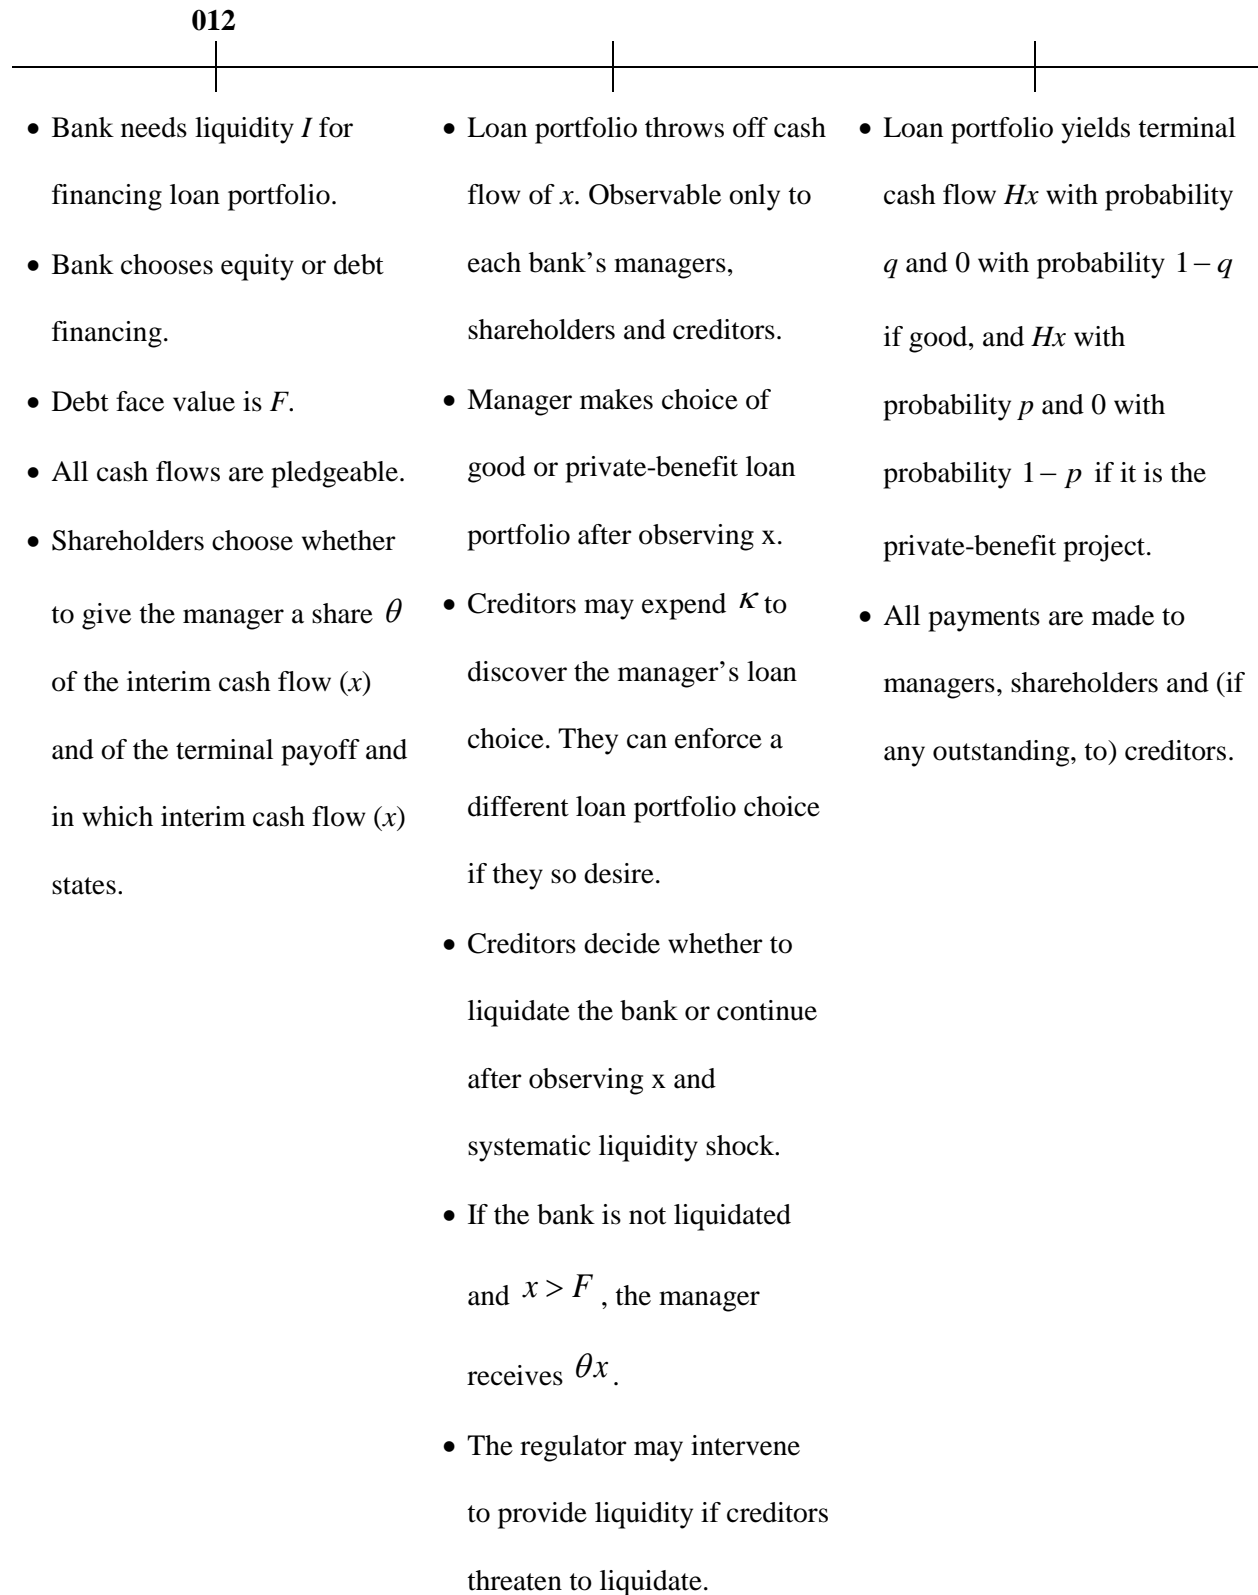 012
• Bank needs liquidity I for
financing loan portfolio.
• Bank chooses equity or debt
financing.
• Debt face value is F.
• All cash flows are pledgeable.
• Shareholders choose whether
to give the manager a share θ
of the interim cash flow (x)
and of the terminal payoff and
in which interim cash flow (x)
states.
• Loan portfolio throws off cash
flow of x. Observable only to
each bank’s managers,
shareholders and creditors.
• Manager makes choice of
good or private-benefit loan
portfolio after observing x.
• Creditors may expend κ to
discover the manager’s loan
choice. They can enforce a
different loan portfolio choice
if they so desire.
• Creditors decide whether to
liquidate the bank or continue
after observing x and
systematic liquidity shock.
• If the bank is not liquidated
and x > F , the manager
receives θx.
• The regulator may intervene
to provide liquidity if creditors
threaten to liquidate.
• Loan portfolio yields terminal
cash flow Hx with probability
q and 0 with probability 1 − q
if good, and Hx with
probability p and 0 with
probability 1 − p if it is the
private-benefit project.
• All payments are made to
managers, shareholders and (if
any outstanding, to) creditors.